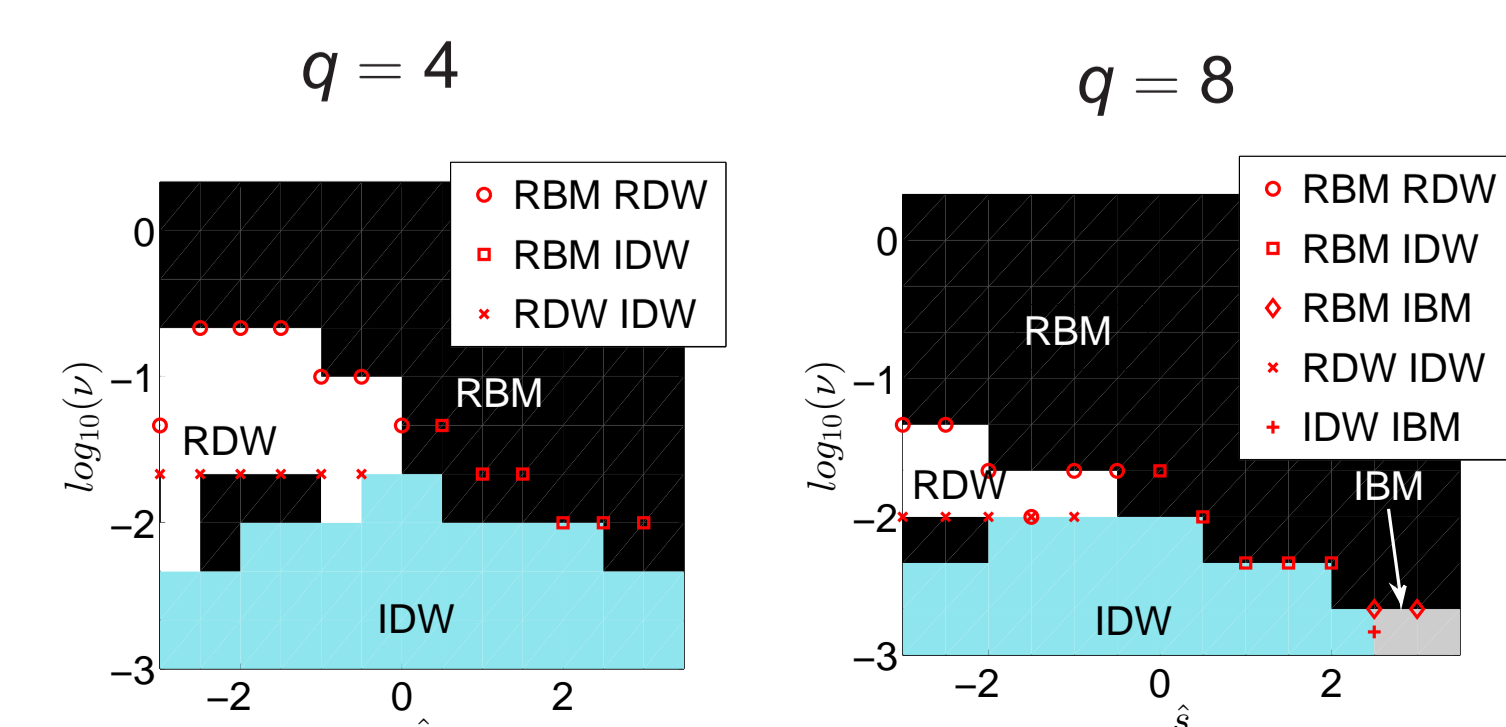 q = 4
RBM RDW
RBM IDW
RDW IDW
log₁₀(ν)
0
−1
−2
−3
RBM
RDW
IDW
−2
0
2
q = 8
RBM RDW
RBM IDW
RBM IBM
RDW IDW
IDW IBM
log₁₀(ν)
0
−1
−2
−3
RBM
RDW
IBM
IDW
−2
0
2
ŝ